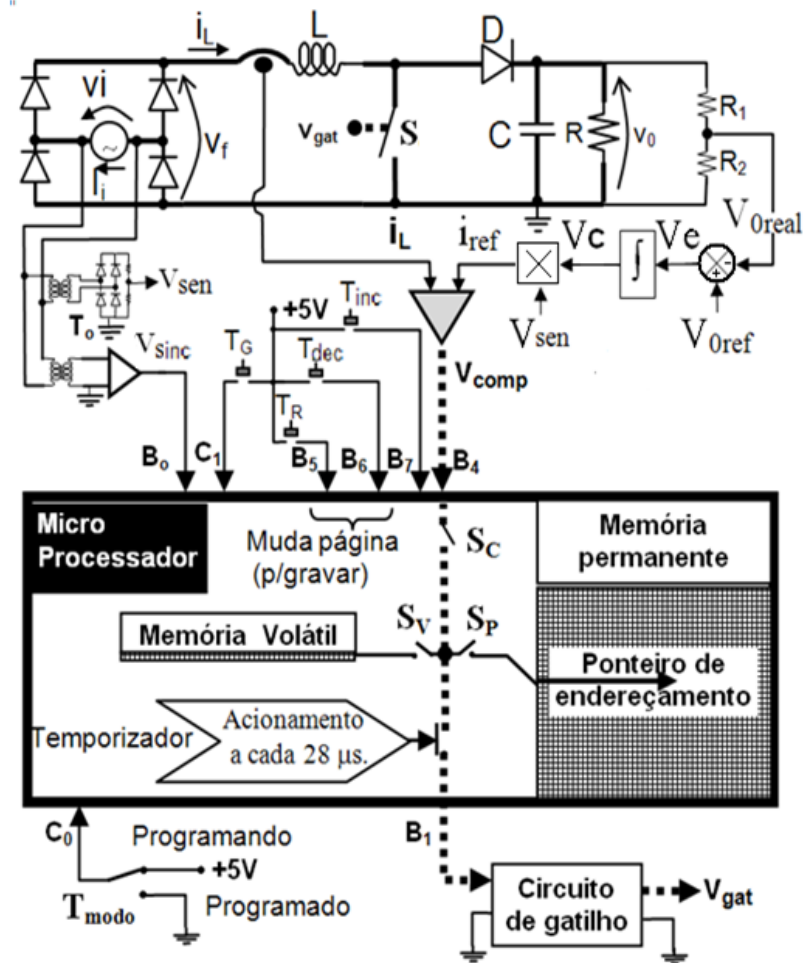 "
i_L
L
D
vi
V_f
v_gat
S
C
R
v_0
R_1
R_2
I_i
i_L
i_ref
Vc
Ve
V_0real
V_sen
V_sen
V_0ref
T_o
V_sinc
+5V
T_inc
T_G
T_dec
T_R
V_comp
B_o
C_1
B_5
B_6
B_7
B_4
Micro
Processador
Muda página
(p/gravar)
S_C
Memória
permanente
Memória Volátil
S_V
S_P
Ponteiro de
endereçamento
Temporizador
Acionamento
a cada 28 µs.
C_0
Programando
+5V
T_modo
Programado
B_1
Circuito
de gatilho
V_gat